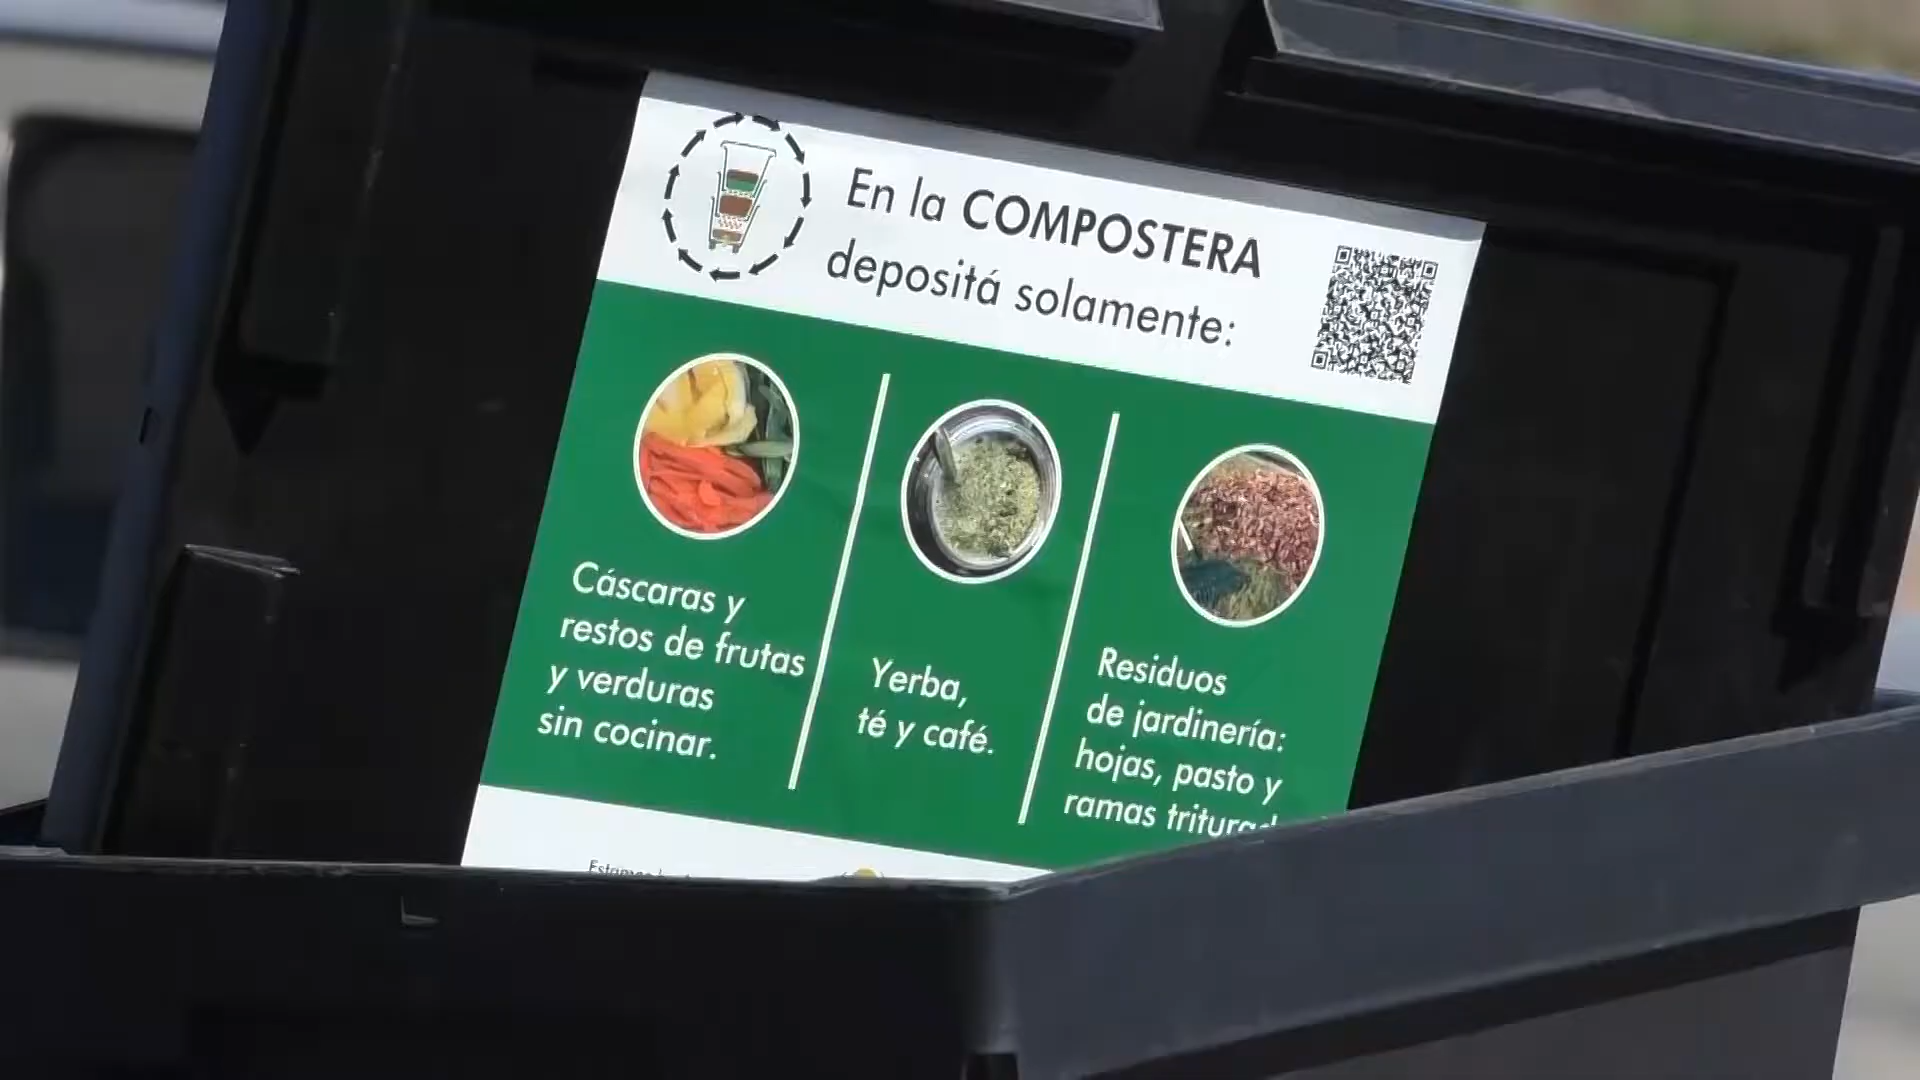 En la COMPOSTERA
depositá solamente:
Cáscaras y
restos de frutas
y verduras
sin cocinar.
Yerba,
té y café.
Residuos
de jardinería:
hojas, pasto y
ramas